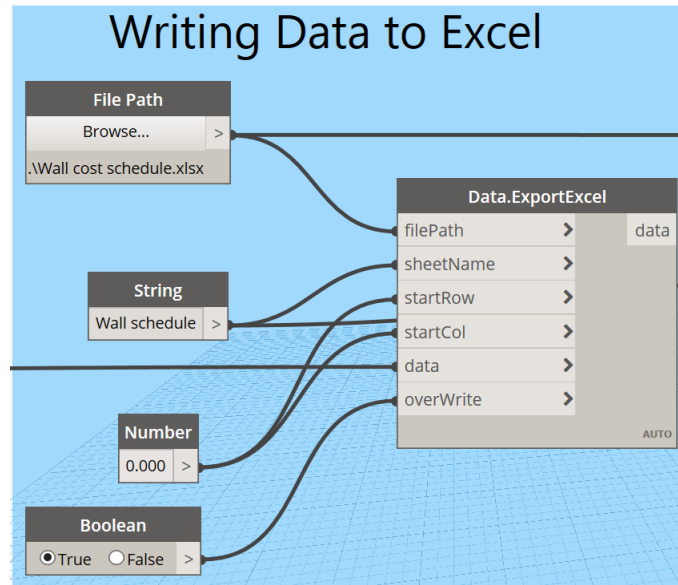 Writing Data to Excel
File Path
Browse... >
.\Wall cost schedule.xlsx
Data.ExportExcel
filePath > data
sheetName >
startRow >
startCol >
data >
overWrite >
AUTO
String
Wall schedule >
Number
0.000 >
Boolean
True False >